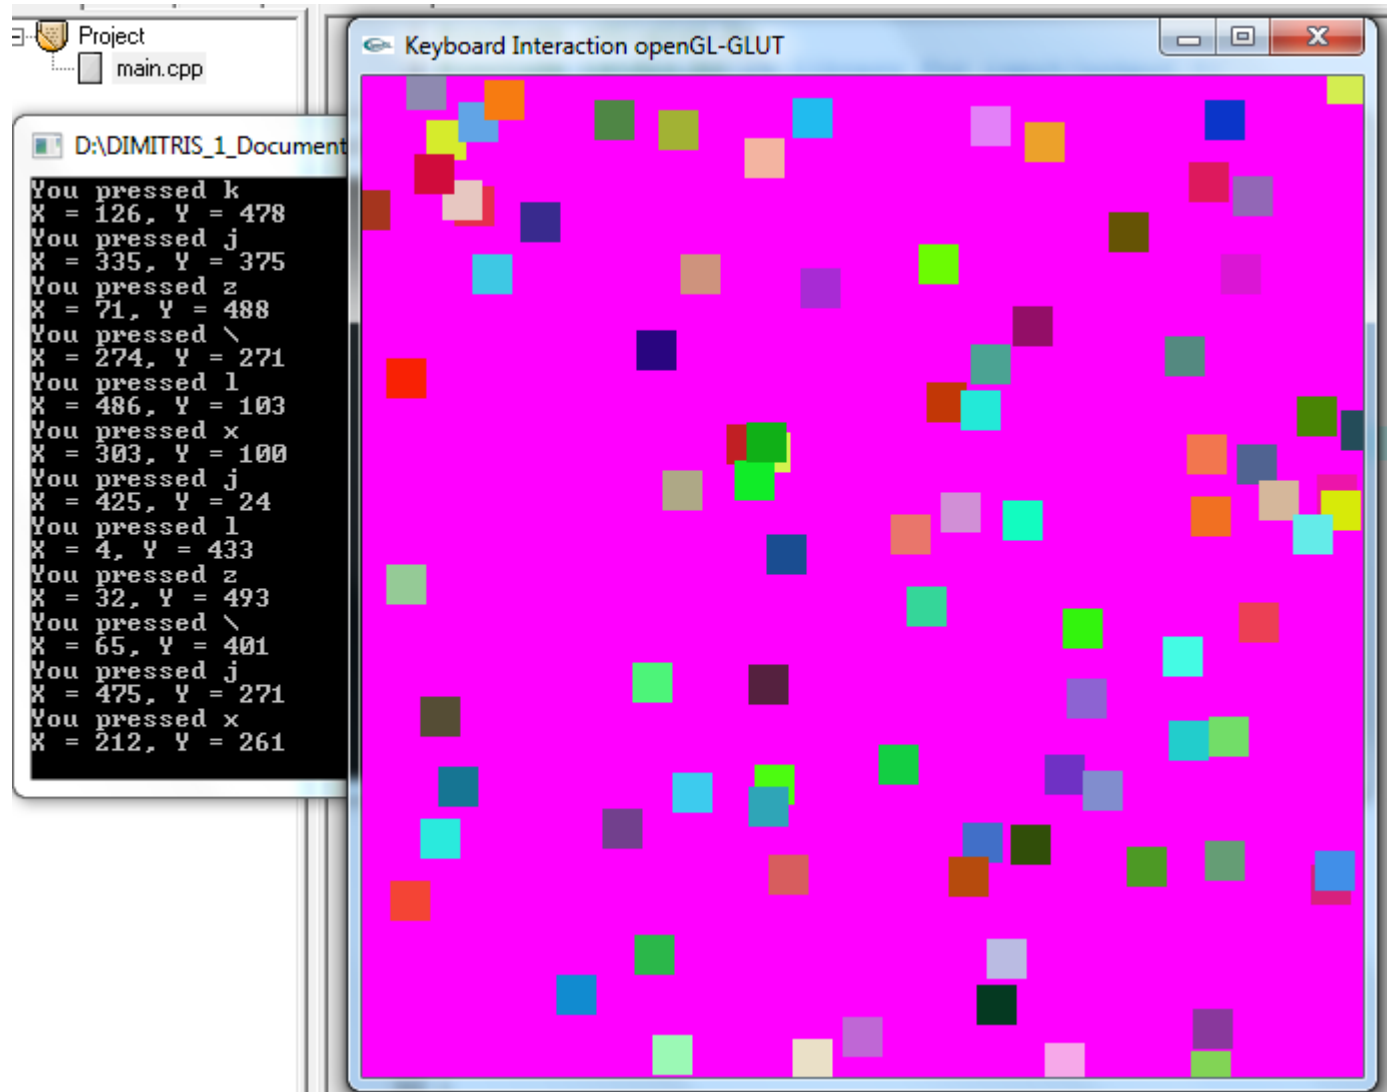 Project
main.cpp
Keyboard Interaction openGL-GLUT
D:\DIMITRIS_1_Document
You pressed k
X = 126, Y = 478
You pressed j
X = 335, Y = 375
You pressed z
X = 71, Y = 488
You pressed \
X = 274, Y = 271
You pressed l
X = 486, Y = 103
You pressed x
X = 303, Y = 100
You pressed j
X = 425, Y = 24
You pressed l
X = 4, Y = 433
You pressed z
X = 32, Y = 493
You pressed \
X = 65, Y = 401
You pressed j
X = 475, Y = 271
You pressed x
X = 212, Y = 261